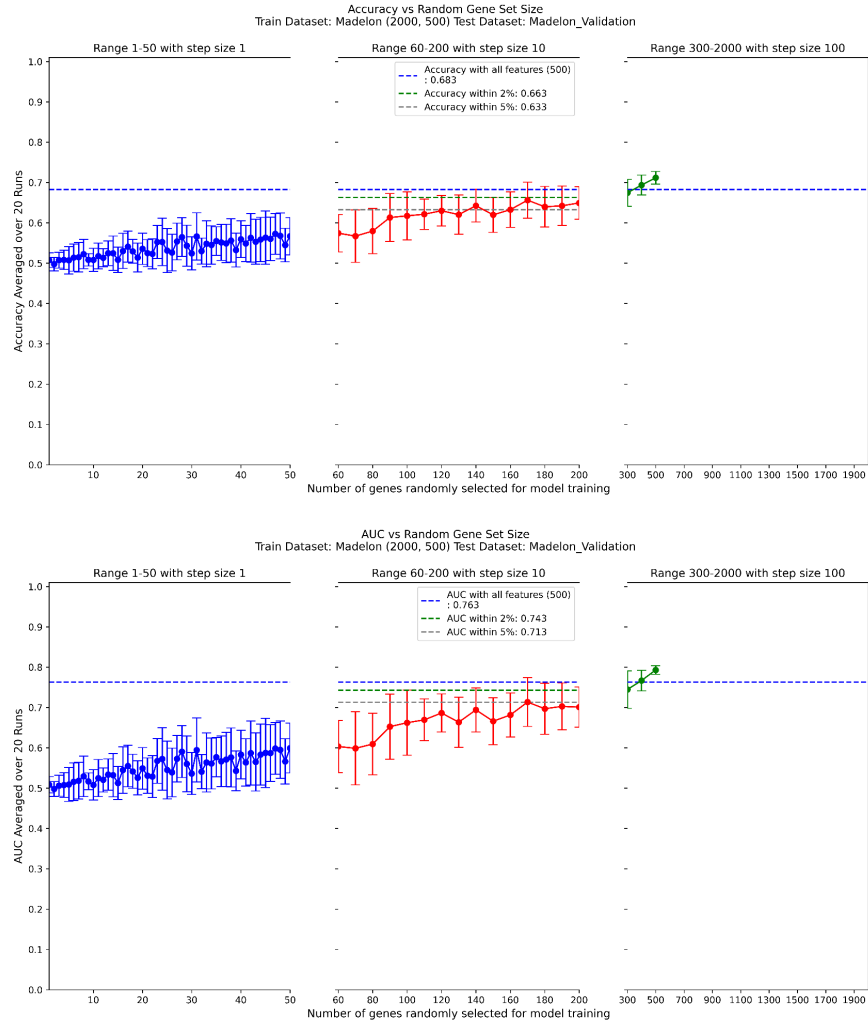 Accuracy vs Random Gene Set Size
Train Dataset: Madelon (2000, 500) Test Dataset: Madelon_Validation
Range 1-50 with step size 1
Range 60-200 with step size 10
Range 300-2000 with step size 100
Accuracy with all features (500)
: 0.683
Accuracy within 2%: 0.663
Accuracy within 5%: 0.633
Accuracy Averaged over 20 Runs
1.0
0.9
0.8
0.7
0.6
0.5
0.4
0.3
0.2
0.1
0.0
10 20 30 40 50
60 80 100 120 140 160 180 200
300 500 700 900 1100 1300 1500 1700 1900
Number of genes randomly selected for model training
AUC vs Random Gene Set Size
Train Dataset: Madelon (2000, 500) Test Dataset: Madelon_Validation
Range 1-50 with step size 1
Range 60-200 with step size 10
Range 300-2000 with step size 100
AUC with all features (500)
: 0.763
AUC within 2%: 0.743
AUC within 5%: 0.713
AUC Averaged over 20 Runs
1.0
0.9
0.8
0.7
0.6
0.5
0.4
0.3
0.2
0.1
0.0
10 20 30 40 50
60 80 100 120 140 160 180 200
300 500 700 900 1100 1300 1500 1700 1900
Number of genes randomly selected for model training